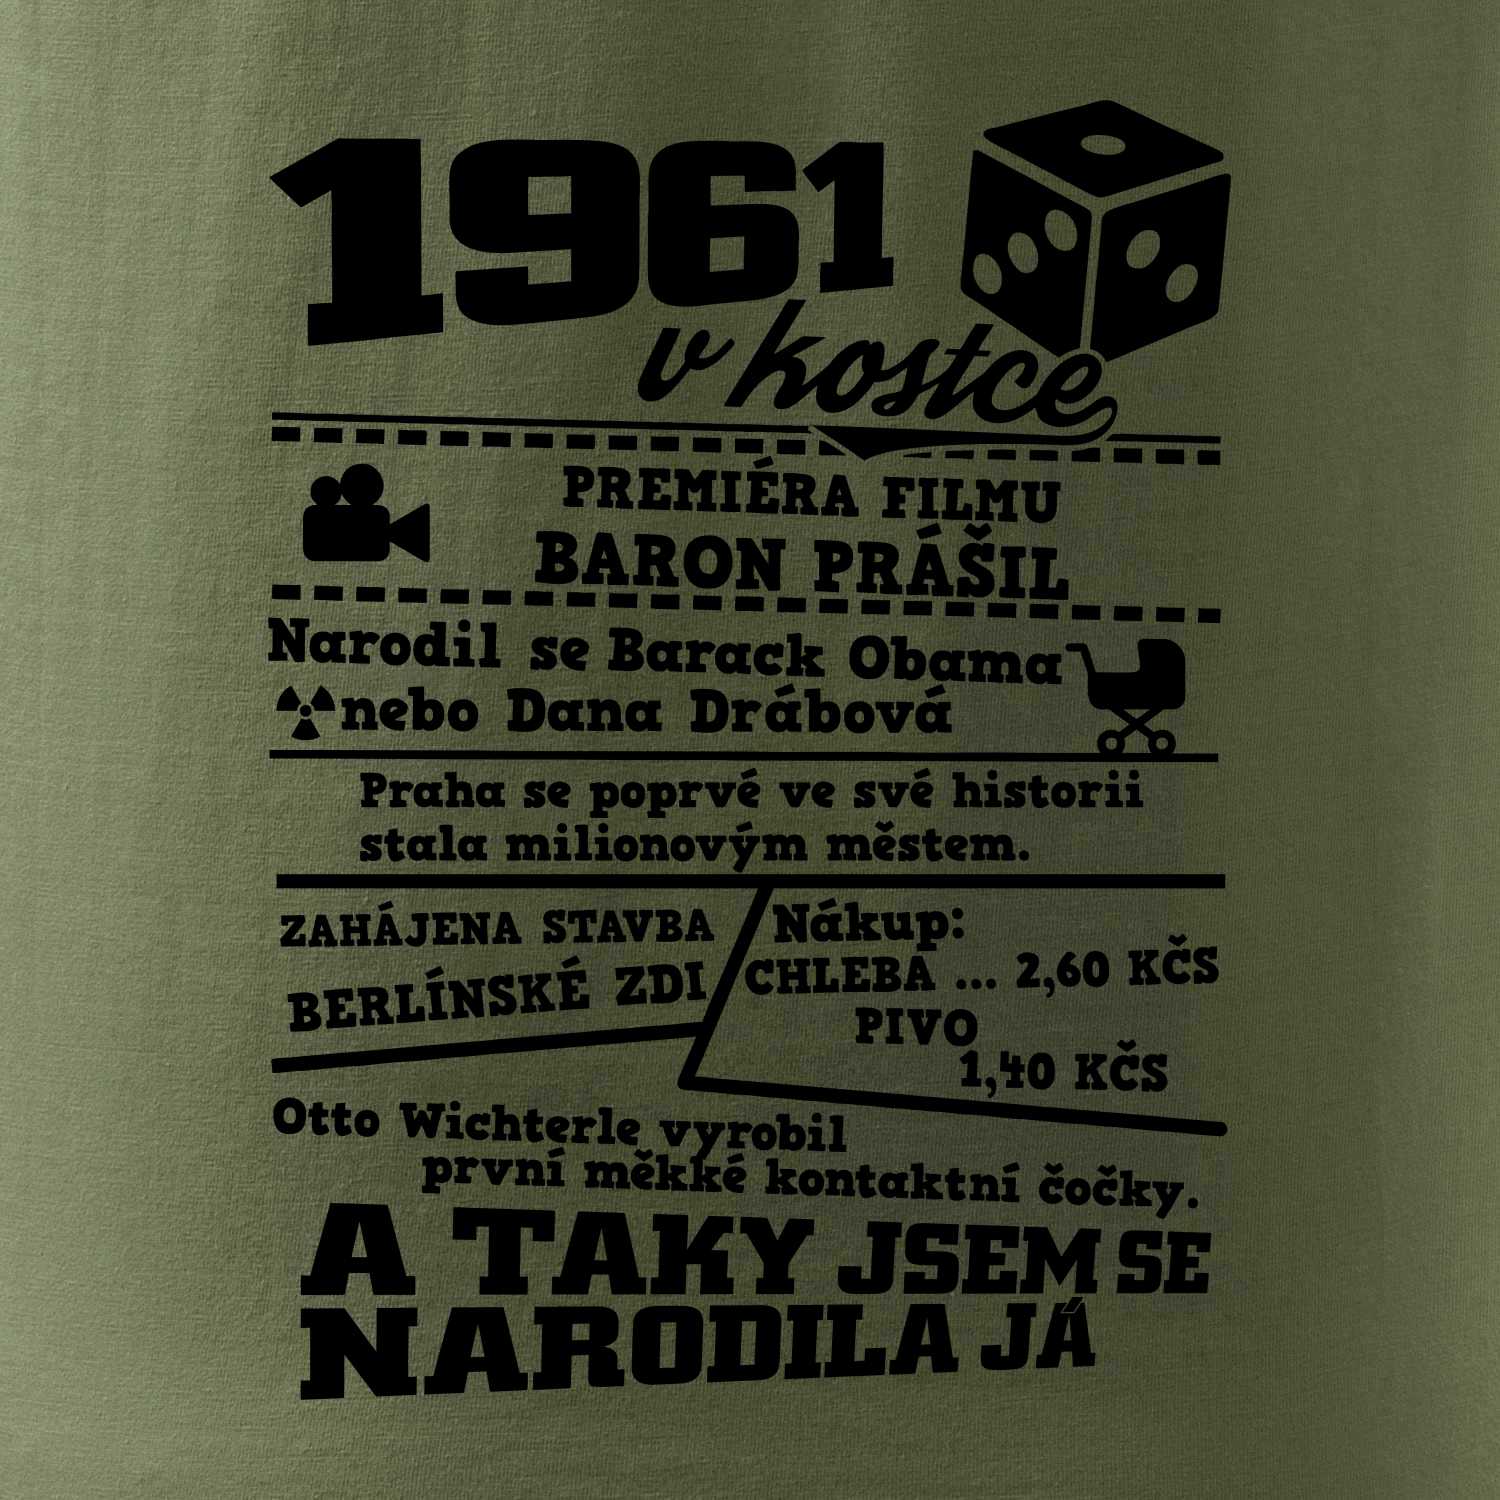 1961
v kostce
PREMIÉRA FILMU
BARON PRÁŠIL
Narodil se Barack Obama
nebo Dana Drábová
Praha se poprvé ve své historii
stala milionovým městem.
ZAHÁJENA STAVBA
BERLÍNSKÉ ZDI
Nákup:
CHLEBA ... 2,60 KČS
PIVO
1,40 KČS
Otto Wichterle vyrobil
první měkké kontaktní čočky.
A TAKY JSEM SE
NARODILA JÁ